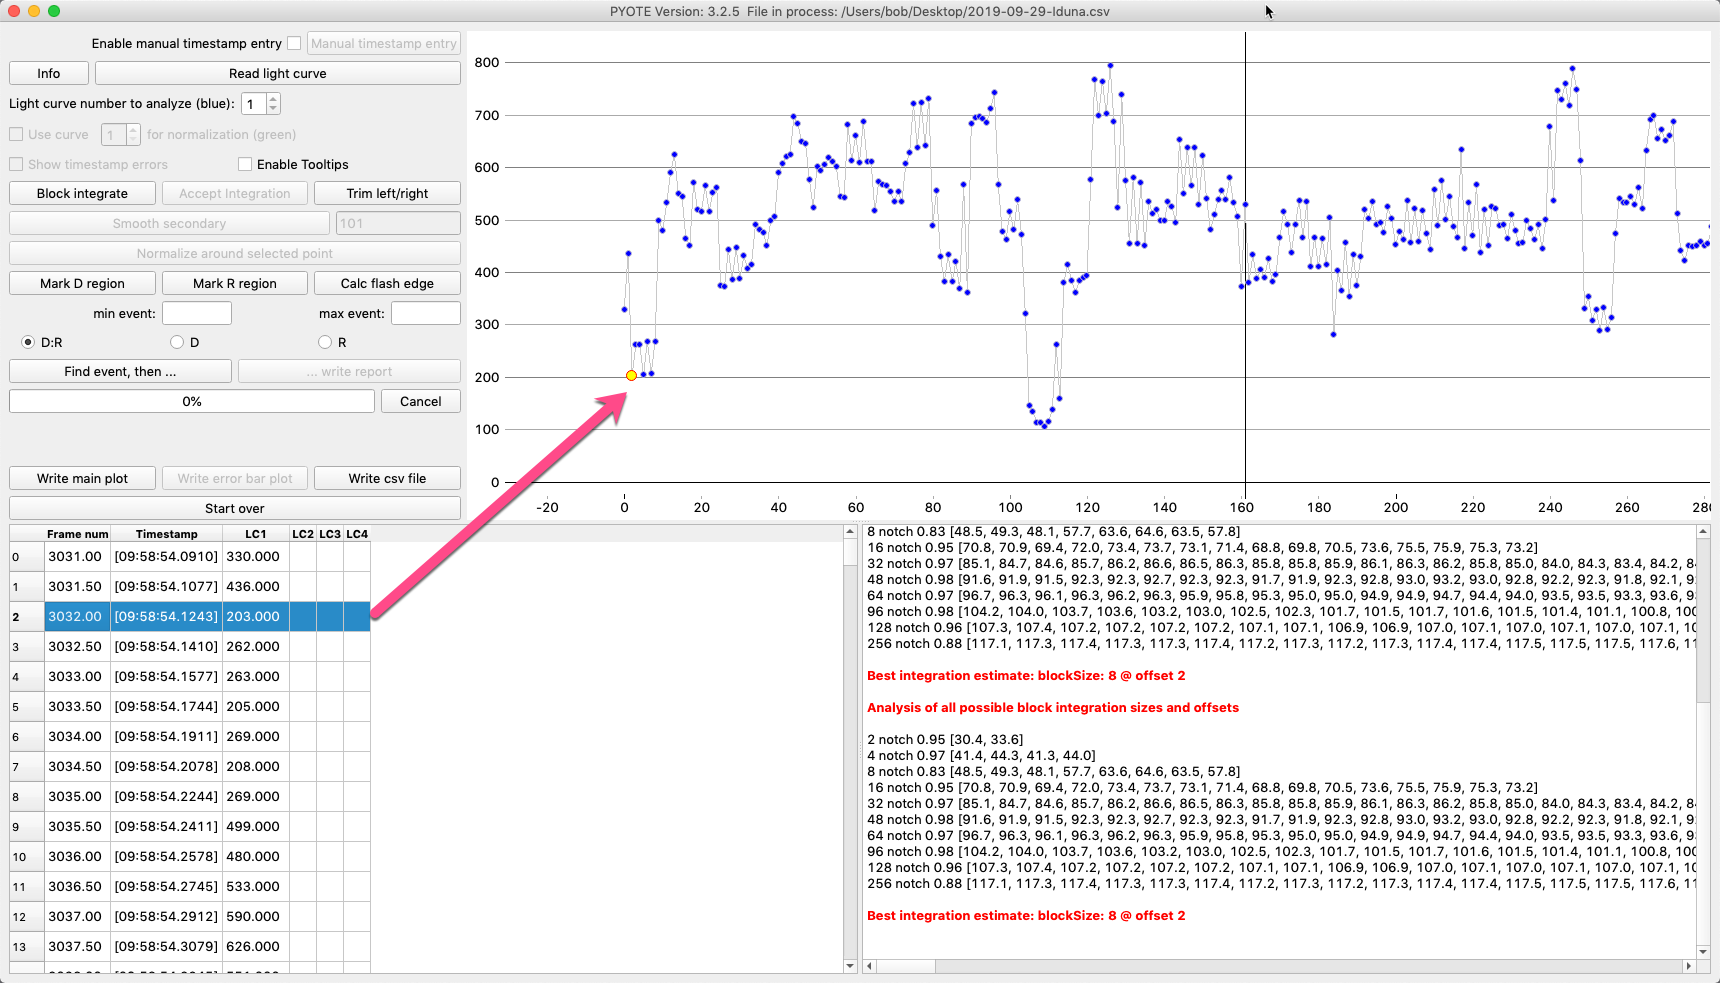 PYOTE Version: 3.2.5 File in process: /Users/bob/Desktop/2019-09-29-Iduna.csv
Enable manual timestamp entry Manual timestamp entry
Info Read light curve
Light curve number to analyze (blue): 1
Use curve 1 for normalization (green)
Show timestamp errors Enable Tooltips
Block integrate Accept Integration Trim left/right
Smooth secondary 101
Normalize around selected point
Mark D region Mark R region Calc flash edge
min event: max event:
D:R D R
Find event, then ... ... write report
0% Cancel
Write main plot Write error bar plot Write csv file
Start over
800
700
600
500
400
300
200
100
0
-20 0 20 40 60 80 100 120 140 160 180 200 220 240 260 28
Frame num Timestamp LC1 LC2 LC3 LC4
0 3031.00 [09:58:54.0910] 330.000
1 3031.50 [09:58:54.1077] 436.000
2 3032.00 [09:58:54.1243] 203.000
3 3032.50 [09:58:54.1410] 262.000
4 3033.00 [09:58:54.1577] 263.000
5 3033.50 [09:58:54.1744] 205.000
6 3034.00 [09:58:54.1911] 269.000
7 3034.50 [09:58:54.2078] 208.000
8 3035.00 [09:58:54.2244] 269.000
9 3035.50 [09:58:54.2411] 499.000
10 3036.00 [09:58:54.2578] 480.000
11 3036.50 [09:58:54.2745] 533.000
12 3037.00 [09:58:54.2912] 590.000
13 3037.50 [09:58:54.3079] 626.000
8 notch 0.83 [48.5, 49.3, 48.1, 57.7, 63.6, 64.6, 63.5, 57.8]
16 notch 0.95 [70.8, 70.9, 69.4, 72.0, 73.4, 73.7, 73.1, 71.4, 68.8, 69.8, 70.5, 73.6, 75.5, 75.9, 75.3, 73.2]
32 notch 0.97 [85.1, 84.7, 84.6, 85.7, 86.2, 86.6, 86.5, 86.3, 85.8, 85.8, 85.9, 86.1, 86.3, 86.2, 85.8, 85.0, 84.0, 84.3, 83.4, 84.2, 8
48 notch 0.98 [91.6, 91.9, 91.5, 92.3, 92.3, 92.7, 92.3, 92.3, 91.7, 91.9, 92.3, 92.8, 93.0, 93.2, 93.0, 92.8, 92.2, 92.3, 91.8, 92.1, 9
64 notch 0.97 [96.7, 96.3, 96.1, 96.3, 96.2, 96.3, 95.9, 95.8, 95.3, 95.0, 95.0, 94.9, 94.9, 94.7, 94.4, 94.0, 93.5, 93.5, 93.3, 93.6, 9
96 notch 0.98 [104.2, 104.0, 103.7, 103.6, 103.2, 103.0, 102.5, 102.3, 101.7, 101.5, 101.7, 101.6, 101.5, 101.4, 101.1, 100.8, 100
128 notch 0.96 [107.3, 107.4, 107.2, 107.2, 107.2, 107.2, 107.1, 107.1, 106.9, 106.9, 107.0, 107.1, 107.0, 107.1, 107.0, 107.1, 10
256 notch 0.88 [117.1, 117.3, 117.4, 117.3, 117.3, 117.4, 117.2, 117.3, 117.2, 117.3, 117.4, 117.4, 117.5, 117.5, 117.5, 117.6, 11
Best integration estimate: blockSize: 8 @ offset 2
Analysis of all possible block integration sizes and offsets
2 notch 0.95 [30.4, 33.6]
4 notch 0.97 [41.4, 44.3, 41.3, 44.0]
8 notch 0.83 [48.5, 49.3, 48.1, 57.7, 63.6, 64.6, 63.5, 57.8]
16 notch 0.95 [70.8, 70.9, 69.4, 72.0, 73.4, 73.7, 73.1, 71.4, 68.8, 69.8, 70.5, 73.6, 75.5, 75.9, 75.3, 73.2]
32 notch 0.97 [85.1, 84.7, 84.6, 85.7, 86.2, 86.6, 86.5, 86.3, 85.8, 85.8, 85.9, 86.1, 86.3, 86.2, 85.8, 85.0, 84.0, 84.3, 83.4, 84.2, 8
48 notch 0.98 [91.6, 91.9, 91.5, 92.3, 92.3, 92.7, 92.3, 92.3, 91.7, 91.9, 92.3, 92.8, 93.0, 93.2, 93.0, 92.8, 92.2, 92.3, 91.8, 92.1, 9
64 notch 0.97 [96.7, 96.3, 96.1, 96.3, 96.2, 96.3, 95.9, 95.8, 95.3, 95.0, 95.0, 94.9, 94.9, 94.7, 94.4, 94.0, 93.5, 93.5, 93.3, 93.6, 9
96 notch 0.98 [104.2, 104.0, 103.7, 103.6, 103.2, 103.0, 102.5, 102.3, 101.7, 101.5, 101.7, 101.6, 101.5, 101.4, 101.1, 100.8, 100
128 notch 0.96 [107.3, 107.4, 107.2, 107.2, 107.2, 107.2, 107.1, 107.1, 106.9, 106.9, 107.0, 107.1, 107.0, 107.1, 107.0, 107.1, 10
256 notch 0.88 [117.1, 117.3, 117.4, 117.3, 117.3, 117.4, 117.2, 117.3, 117.2, 117.3, 117.4, 117.4, 117.5, 117.5, 117.5, 117.6, 11
Best integration estimate: blockSize: 8 @ offset 2